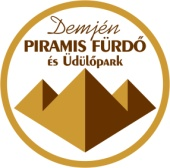 Demjén
PIRAMIS FÜRDŐ
és Üdülőpark